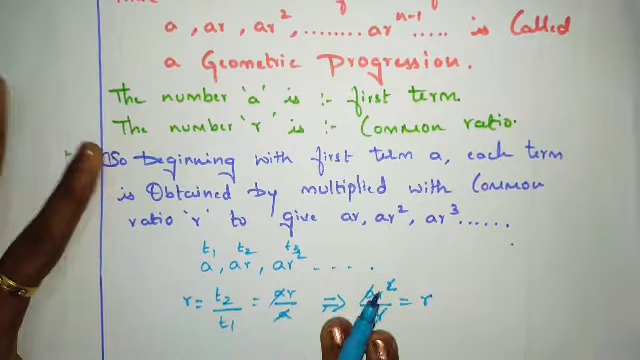 a , ar , ar² , ........ arⁿ⁻¹ ..... is Called
a Geometric Progression.
The number 'a' is :- first term.
The number 'r' is :- Common ratio.
So beginning with first term a, each term
is Obtained by multiplied with Common
ratio 'r' to give ar, ar², ar³......
t₁ t₂ t₃
a , ar , ar² - - - - .
r = t₂/t₁ = ar/a ⇒ = r